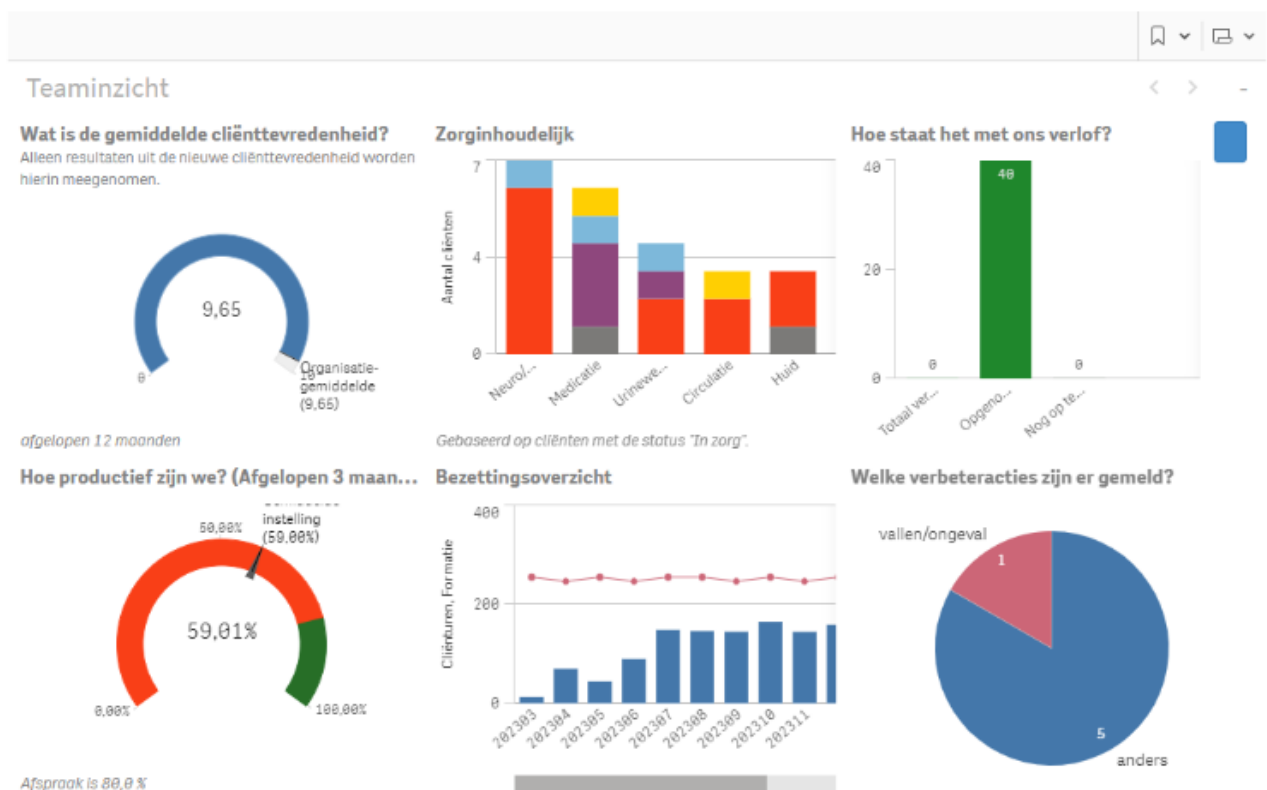 Teaminzicht
Wat is de gemiddelde cliënttevredenheid?
Alleen resultaten uit de nieuwe cliënttevredenheid worden
hierin meegenomen.
9,65
0
10
Organisatie-
gemiddelde
(9,65)
afgelopen 12 maanden
Zorginhoudelijk
Aantal cliënten
7
4
0
Neuro/...
Medicatie
Urinewe...
Circulatie
Huid
Gebaseerd op cliënten met de status "In zorg".
Hoe staat het met ons verlof?
40
20
0
0
40
0
Totaal ver...
Opgeno...
Nog op te...
Hoe productief zijn we? (Afgelopen 3 maan...
instelling
(59.00%)
50,00%
59,01%
0,00%
100,00%
Afspraak is 80,0 %
Bezettingsoverzicht
Cliënturen, Formatie
400
200
0
202303
202304
202305
202306
202307
202308
202309
202310
202311
Welke verbeteracties zijn er gemeld?
vallen/ongeval
1
5
anders